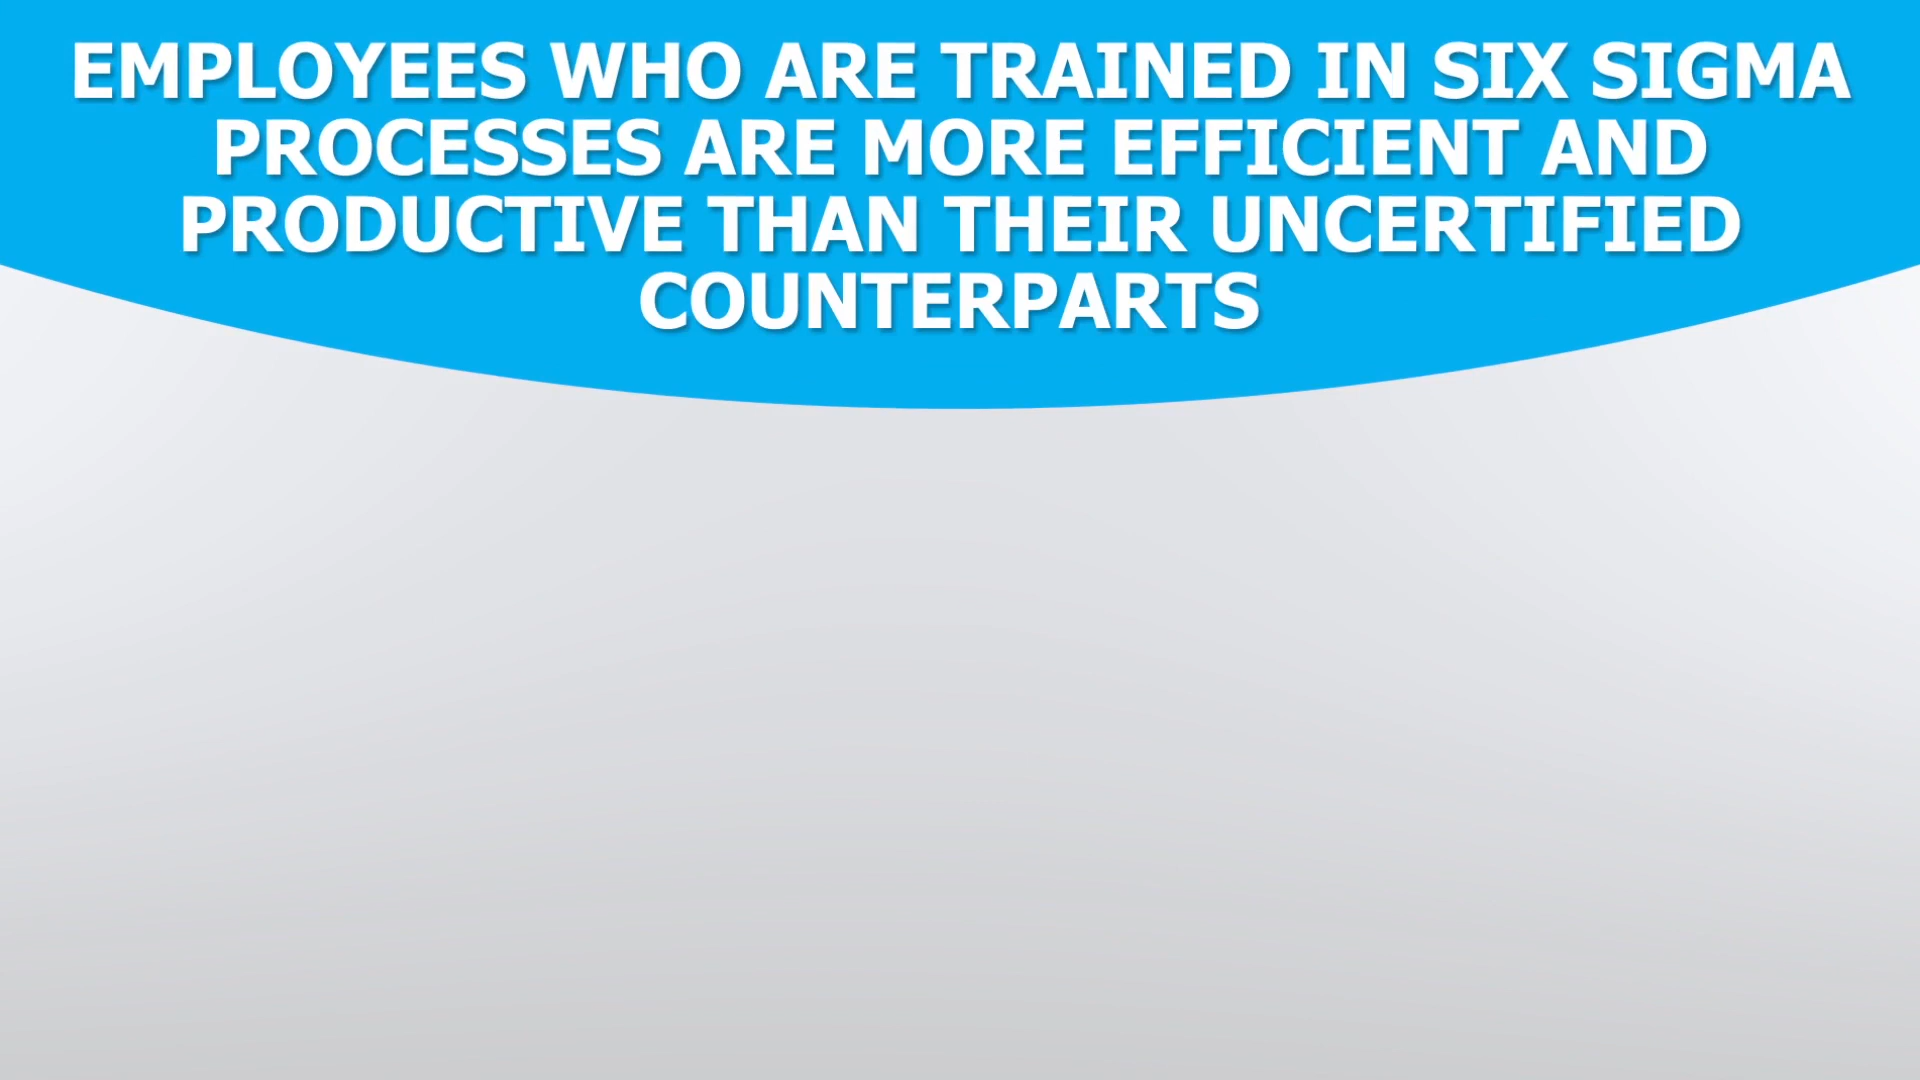 EMPLOYEES WHO ARE TRAINED IN SIX SIGMA
PROCESSES ARE MORE EFFICIENT AND
PRODUCTIVE THAN THEIR UNCERTIFIED
COUNTERPARTS